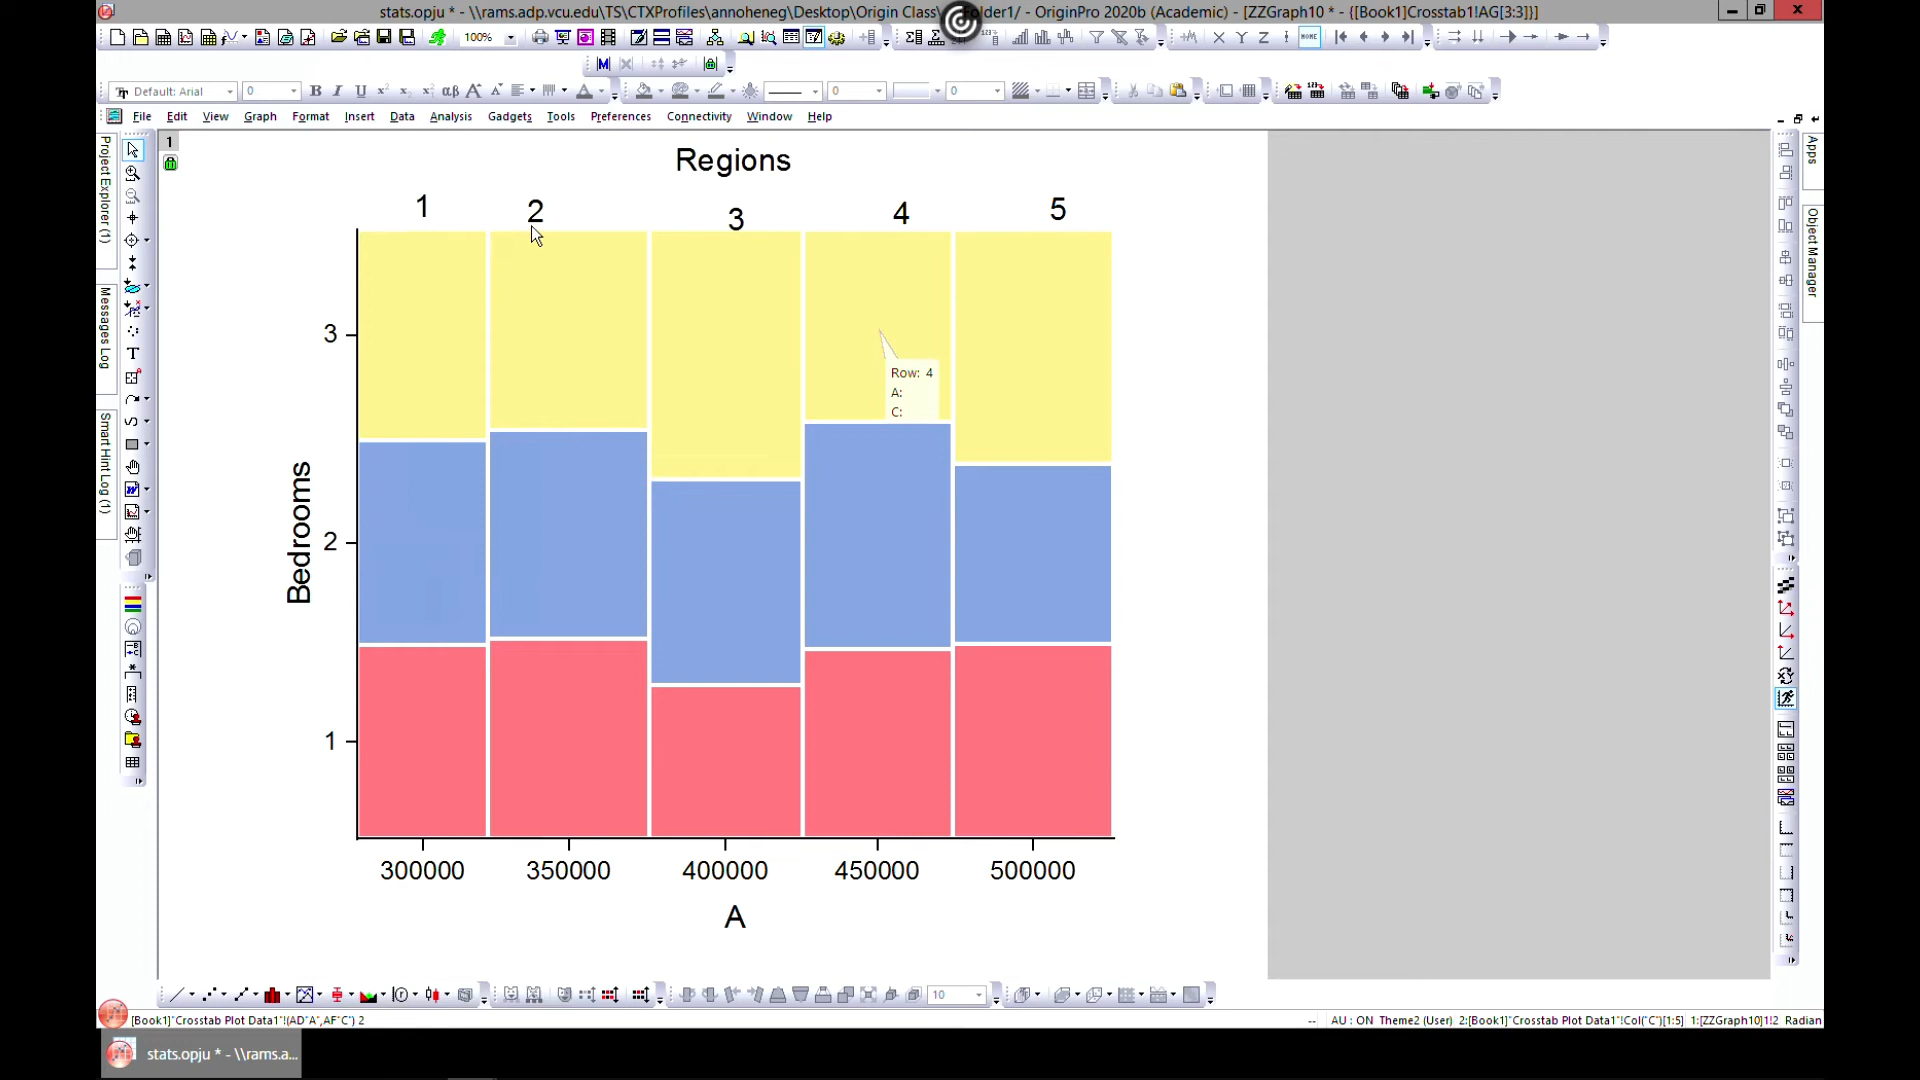 stats.opju * - \\rams.adp.vcu.edu\TS\CTXProfiles\annoheneg\Desktop\Origin Class\ Folder1/ - OriginPro 2020b (Academic) - [ZZGraph10 * - {[Book1]Crosstab1!AG[3:3]}]
100%
Default: Arial 0 B I U αβ A A A 0 0
File Edit View Graph Format Insert Data Analysis Gadgets Tools Preferences Connectivity Window Help
Project Explorer (1)
Messages Log
Smart Hint Log (1)
Apps
Object Manager
1
Regions
1 2 3 4 5
3
Row: 4
A:
C:
Bedrooms
2
1
300000 350000 400000 450000 500000
A
10
[Book1]"Crosstab Plot Data1"!(AD"A",AF"C") 2
-- AU : ON Theme2 (User) 2:[Book1]"Crosstab Plot Data1"!Col("C")[1:5] 1:[ZZGraph10]1!2 Radian
stats.opju * - \\rams.a...